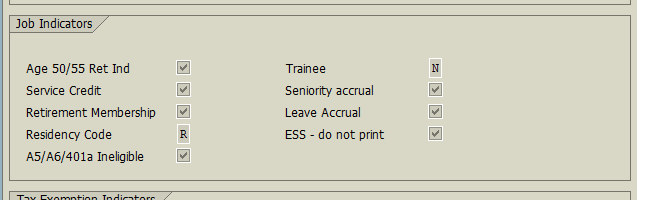 Job Indicators
Age 50/55 Ret Ind Trainee N
Service Credit Seniority accrual
Retirement Membership Leave Accrual
Residency Code R ESS - do not print
A5/A6/401a Ineligible
Tax Exemption Indicators